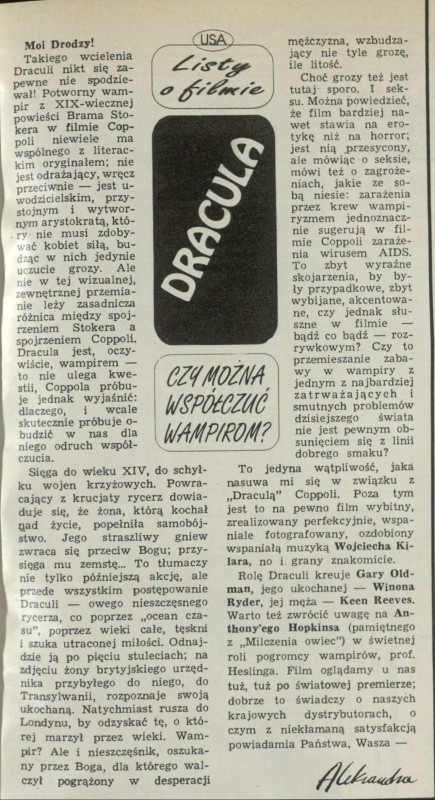 USA
Listy
o filmie
DRACULA
CZY MOŻNA
WSPÓŁCZUĆ
WAMPIROM?
Moi Drodzy!
Takiego wcielenia
Draculi nikt się za-
pewne nie spodzie-
wał! Potworny wam-
pir z XIX-wiecznej
powieści Brama Sto-
kera w filmie Cop-
poli niewiele ma
wspólnego z literac-
kim oryginałem; nie
jest odrażający, wręcz
przeciwnie — jest u-
wodzicielskim, przy-
stojnym i wytwor-
nym arystokratą, któ-
ry nie musi zdoby-
wać kobiet siłą, bu-
dząc w nich jedynie
uczucie grozy. Ale
nie w tej wizualnej,
zewnętrznej przemia-
nie leży zasadnicza
różnica między spoj-
rzeniem Stokera a
spojrzeniem Coppoli.
Dracula jest, oczy-
wiście, wampirem —
to nie ulega kwe-
stii, Coppola próbu-
je jednak wyjaśnić:
dlaczego, i wcale
skutecznie próbuje o-
budzić w nas dla
niego odruch współ-
czucia.
Sięga do wieku XIV, do schył-
ku wojen krzyżowych. Powra-
cający z krucjaty rycerz dowia-
duje się, że żona, którą kochał
nad życie, popełniła samobój-
stwo. Jego straszliwy gniew
zwraca się przeciw Bogu; przy-
sięga mu zemstę... To tłumaczy
nie tylko późniejszą akcję, ale
przede wszystkim postępowanie
Draculi — owego nieszczęsnego
rycerza, co poprzez „ocean cza-
su", poprzez wieki całe, tęskni
i szuka utraconej miłości. Odnaj-
dzie ją po pięciu stuleciach; na
zdjęciu żony brytyjskiego urzęd-
nika przybyłego do niego, do
Transylwanii, rozpoznaje swoją
ukochaną. Natychmiast rusza do
Londynu, by odzyskać tę, o któ-
rej marzył przez wieki. Wam-
pir? Ale i nieszczęśnik, oszuka-
ny przez Boga, dla którego wal-
czył pogrążony w desperacji
mężczyzna, wzbudza-
jący nie tyle grozę,
ile litość.
Choć grozy też jest
tutaj sporo. I sek-
su. Można powiedzieć,
że film bardziej na-
wet stawia na ero-
tykę niż na horror;
jest nią przesycony,
ale mówiąc o seksie,
mówi też o zagroże-
niach, jakie ze so-
bą niesie: zarażenia
przez krew wampi-
ryzmem jednoznacz-
nie sugerują w fil-
mie Coppoli zaraże-
nia wirusem AIDS.
To zbyt wyraźne
skojarzenia, by by-
ły przypadkowe, zbyt
wybijane, akcentowa-
ne, czy jednak słu-
szne w filmie —
bądź co bądź — roz-
rywkowym? Czy to
przemieszanie zaba-
wy w wampiry z
jednym z najbardziej
zatrważających i
smutnych problemów
dzisiejszego świata
nie jest pewnym ob-
sunięciem się z linii
dobrego smaku?
To jedyna wątpliwość, jaka
nasuwa mi się w związku z
„Draculą" Coppoli. Poza tym
jest to na pewno film wybitny,
zrealizowany perfekcyjnie, wspa-
niale fotografowany, ozdobiony
wspaniałą muzyką Wojciecha Ki-
lara, no i grany znakomicie.
Rolę Draculi kreuje Gary Old-
man, jego ukochanej — Winona
Ryder, jej męża — Keen Reeves.
Warto też zwrócić uwagę na An-
thony'ego Hopkinsa (pamiętnego
z „Milczenia owiec") w świetnej
roli pogromcy wampirów, prof.
Heslinga. Film oglądamy u nas
tuż, tuż po światowej premierze;
dobrze to świadczy o naszych
krajowych dystrybutorach, o
czym z niekłamaną satysfakcją
powiadamia Państwa, Wasza —
Aleksandra